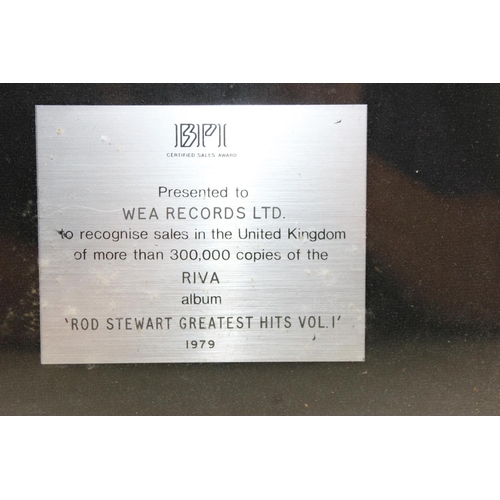 BPI
CERTIFIED SALES AWARD
Presented to
WEA RECORDS LTD.
to recognise sales in the United Kingdom
of more than 300,000 copies of the
RIVA
album
'ROD STEWART GREATEST HITS VOL.1'
1979